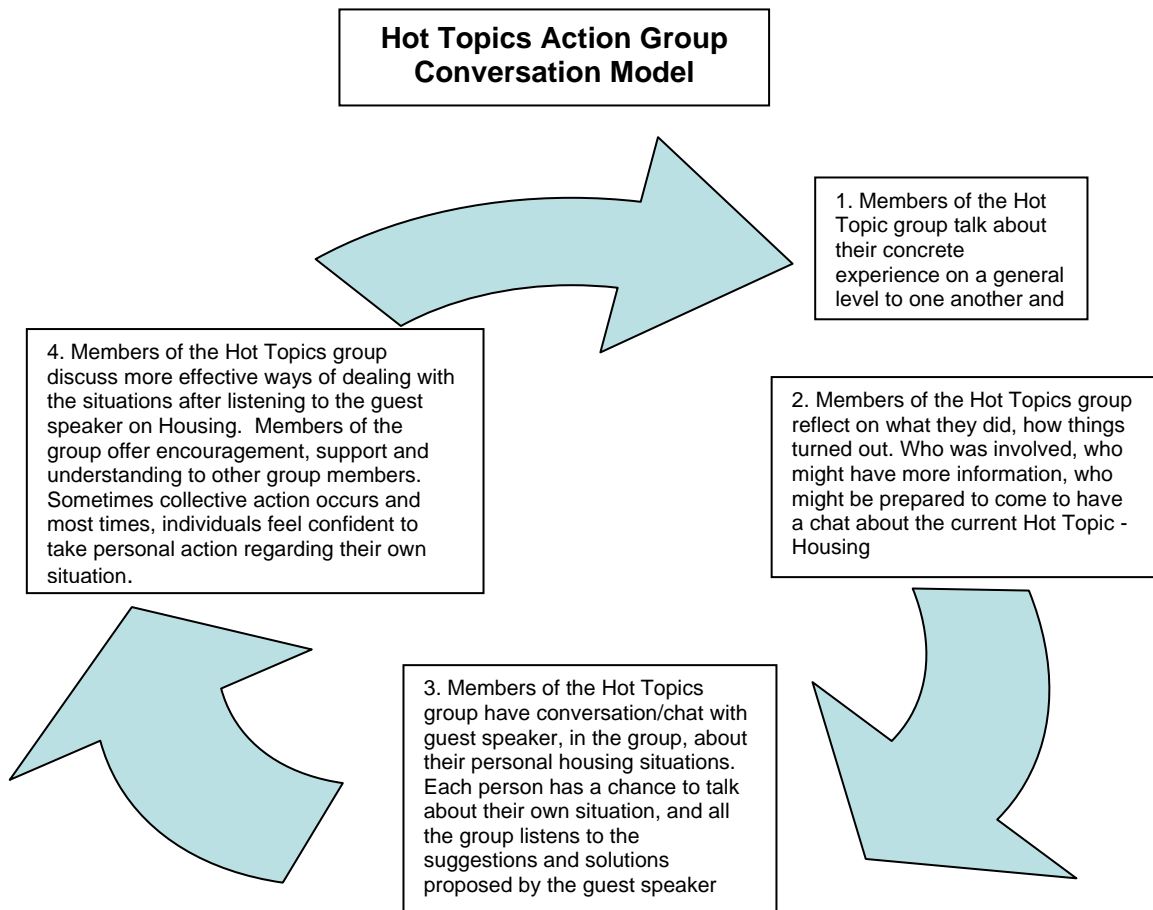 Hot Topics Action Group
Conversation Model
1. Members of the Hot
Topic group talk about
their concrete
experience on a general
level to one another and
2. Members of the Hot Topics group
reflect on what they did, how things
turned out. Who was involved, who
might have more information, who
might be prepared to come to have
a chat about the current Hot Topic -
Housing
3. Members of the Hot Topics
group have conversation/chat with
guest speaker, in the group, about
their personal housing situations.
Each person has a chance to talk
about their own situation, and all
the group listens to the
suggestions and solutions
proposed by the guest speaker
4. Members of the Hot Topics group
discuss more effective ways of dealing with
the situations after listening to the guest
speaker on Housing.  Members of the
group offer encouragement, support and
understanding to other group members.
Sometimes collective action occurs and
most times, individuals feel confident to
take personal action regarding their own
situation.